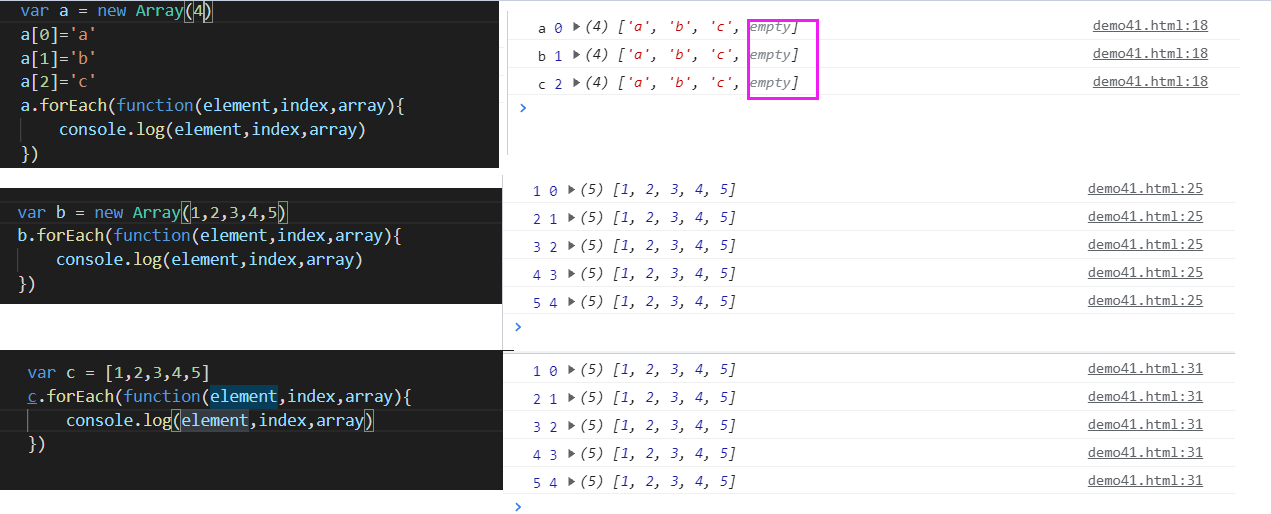 var a = new Array(4)
a[0]='a'
a[1]='b'
a[2]='c'
a.forEach(function(element,index,array){
console.log(element,index,array)
})
a 0 ▶(4) ['a', 'b', 'c', empty] demo41.html:18
b 1 ▶(4) ['a', 'b', 'c', empty] demo41.html:18
c 2 ▶(4) ['a', 'b', 'c', empty] demo41.html:18
>
var b = new Array(1,2,3,4,5)
b.forEach(function(element,index,array){
console.log(element,index,array)
})
1 0 ▶(5) [1, 2, 3, 4, 5] demo41.html:25
2 1 ▶(5) [1, 2, 3, 4, 5] demo41.html:25
3 2 ▶(5) [1, 2, 3, 4, 5] demo41.html:25
4 3 ▶(5) [1, 2, 3, 4, 5] demo41.html:25
5 4 ▶(5) [1, 2, 3, 4, 5] demo41.html:25
>
var c = [1,2,3,4,5]
c.forEach(function(element,index,array){
console.log(element,index,array)
})
1 0 ▶(5) [1, 2, 3, 4, 5] demo41.html:31
2 1 ▶(5) [1, 2, 3, 4, 5] demo41.html:31
3 2 ▶(5) [1, 2, 3, 4, 5] demo41.html:31
4 3 ▶(5) [1, 2, 3, 4, 5] demo41.html:31
5 4 ▶(5) [1, 2, 3, 4, 5] demo41.html:31
>